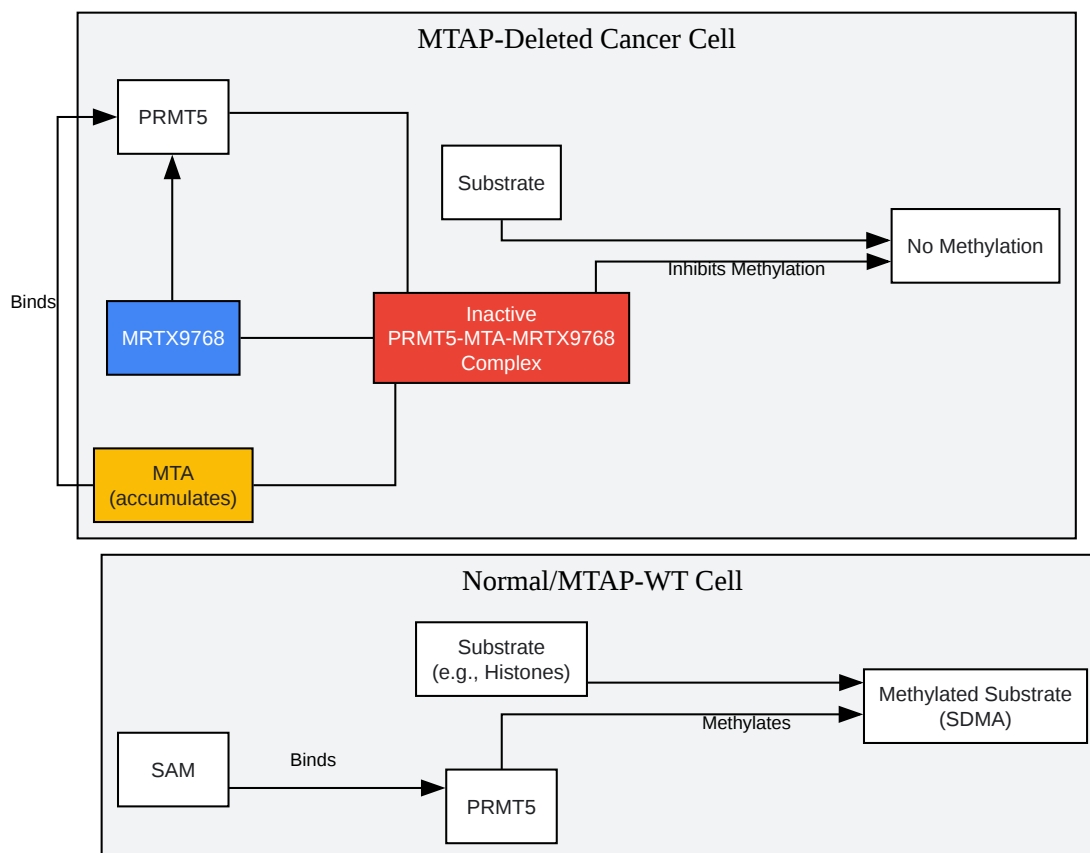 MTAP-Deleted Cancer Cell
PRMT5
Substrate
No Methylation
Inhibits Methylation
Binds
MRTX9768
Inactive
PRMT5-MTA-MRTX9768
Complex
MTA
(accumulates)
Normal/MTAP-WT Cell
Substrate
(e.g., Histones)
Methylated Substrate
(SDMA)
Methylates
SAM
Binds
PRMT5